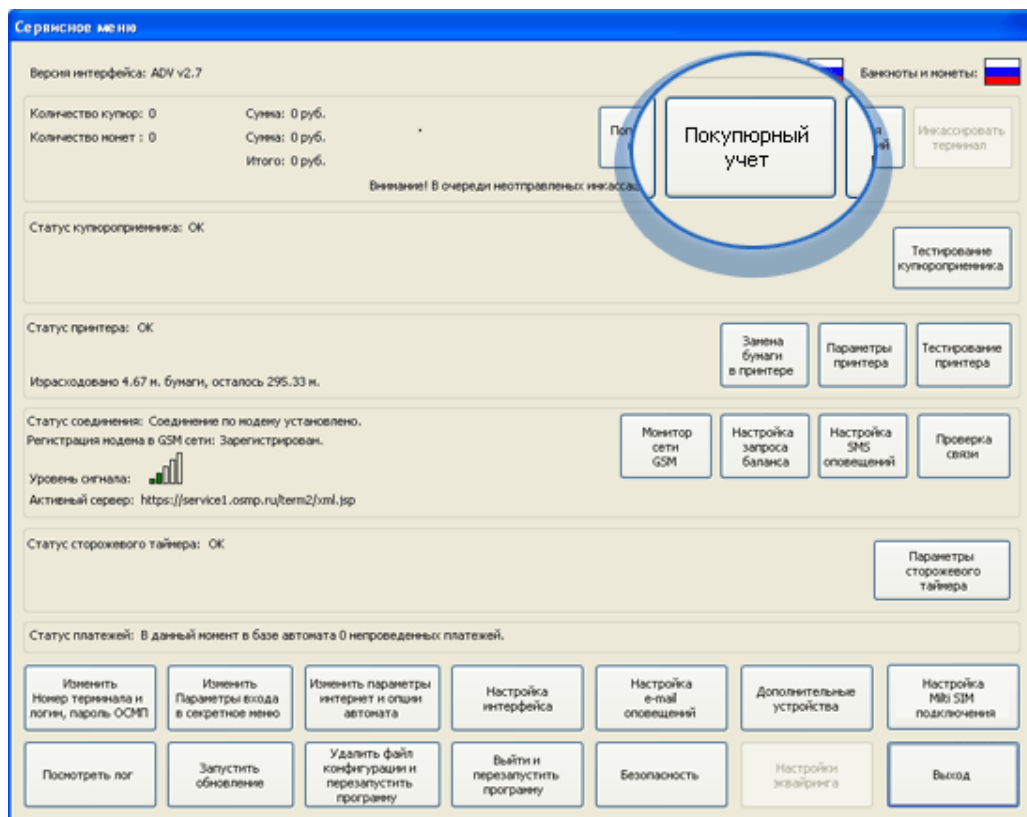 Сервисное меню
Версия интерфейса: ADV v2.7
Банкноты и монеты:
Количество купюр: 0
Сумма: 0 руб.
Количество монет : 0
Сумма: 0 руб.
Итого: 0 руб.
Внимание! В очереди неотправленых
Покупюрный
учет
Инкассировать
терминал
Статус купюроприемника: OK
Тестирование
купюроприемника
Статус принтера: OK
Израсходовано 4.67 м. бумаги, осталось 295.33 м.
Замена
бумаги
в принтере
Параметры
принтера
Тестирование
принтера
Статус соединения: Соединение по модему установлено.
Регистрация модема в GSM сети: Зарегистрирован.
Уровень сигнала:
Активный сервер: https://service1.osmp.ru/term2/xml.jsp
Монитор
сети
GSM
Настройка
запроса
баланса
Настройка
SMS
оповещений
Проверка
связи
Статус сторожевого таймера: OK
Параметры
сторожевого
таймера
Статус платежей: В данный момент в базе автомата 0 непроведенных платежей.
Изменить
Номер терминала и
логин, пароль ОСМП
Изменить
Параметры входа
в секретное меню
Изменить параметры
интернет и опции
автомата
Настройка
интерфейса
Настройка
e-mail
оповещений
Дополнительные
устройства
Настройка
Milti SIM
подключения
Посмотреть лог
Запустить
обновление
Удалить файл
конфигурации и
перезапустить
программу
Выйти и
перезапустить
программу
Безопасность
Настройки
эквайринга
Выход